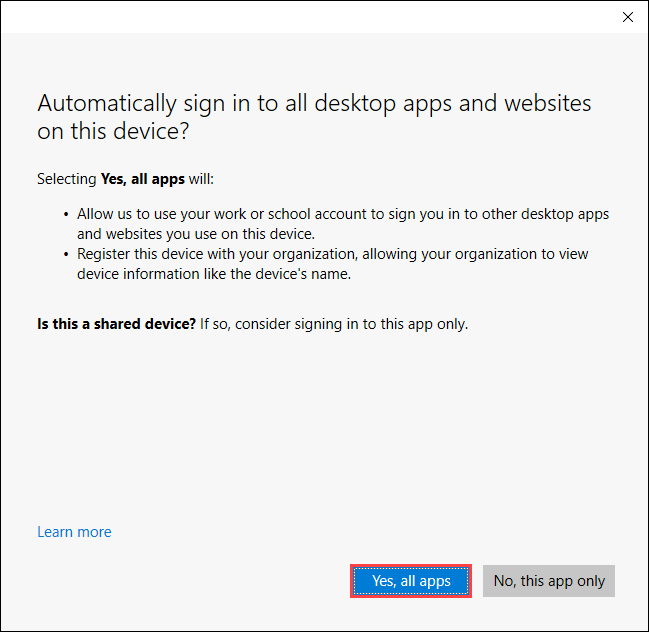 Automatically sign in to all desktop apps and websites
on this device?
Selecting Yes, all apps will:
• Allow us to use your work or school account to sign you in to other desktop apps
and websites you use on this device.
• Register this device with your organization, allowing your organization to view
device information like the device's name.
Is this a shared device? If so, consider signing in to this app only.
Learn more
Yes, all apps
No, this app only